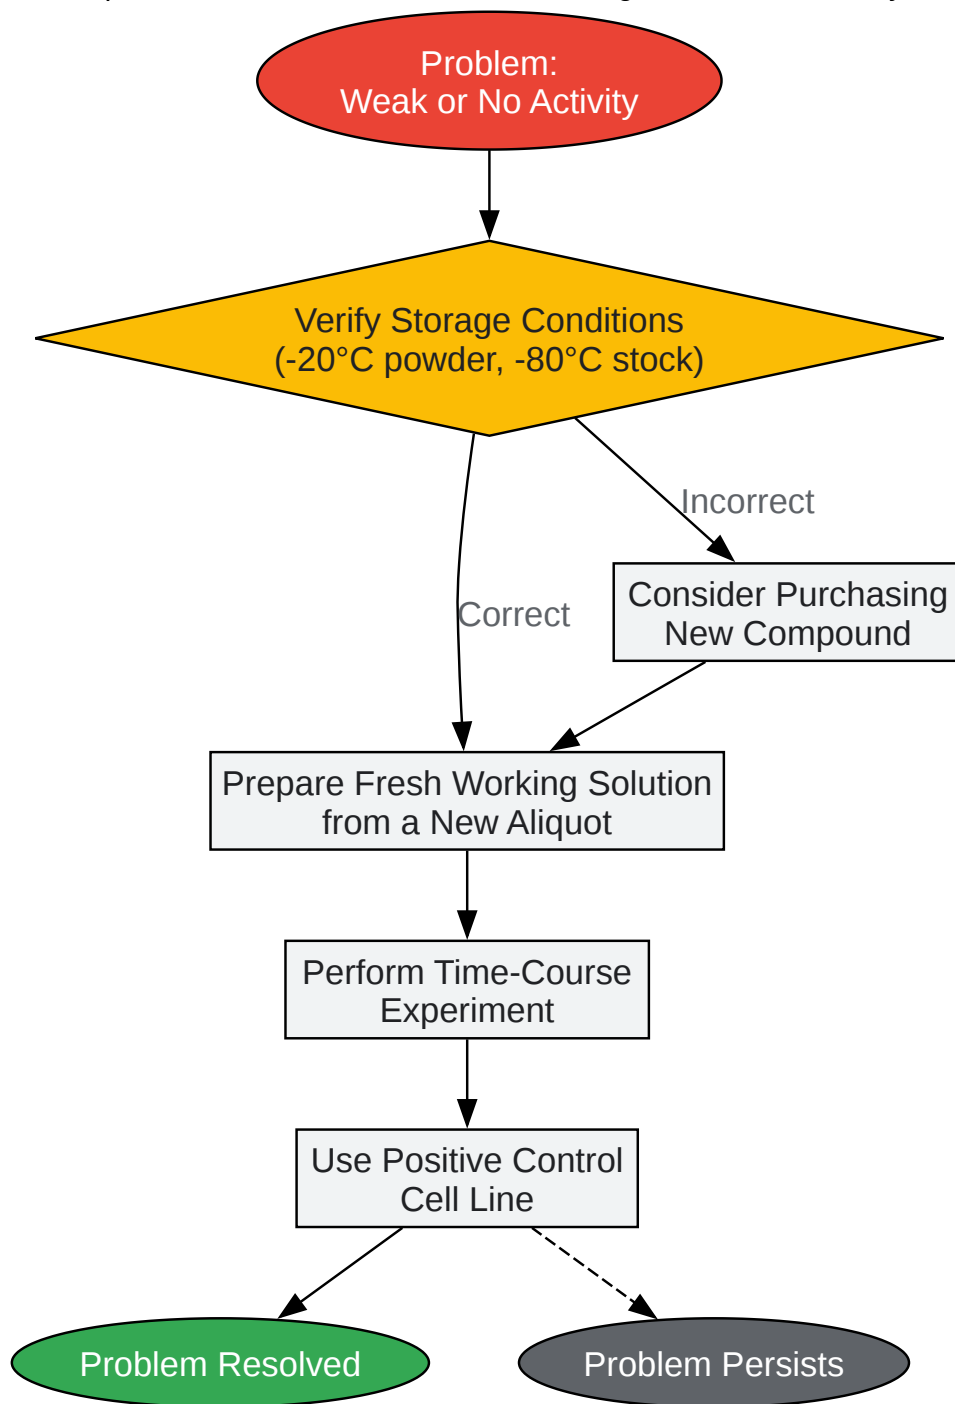 Problem:
Weak or No Activity
Verify Storage Conditions
(-20°C powder, -80°C stock)
Incorrect
Consider Purchasing
New Compound
Correct
Prepare Fresh Working Solution
from a New Aliquot
Perform Time-Course
Experiment
Use Positive Control
Cell Line
Problem Resolved
Problem Persists